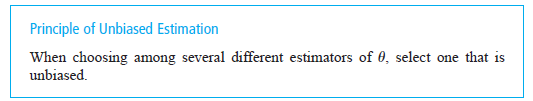 Principle of Unbiased Estimation
When choosing among several different estimators of θ, select one that is
unbiased.